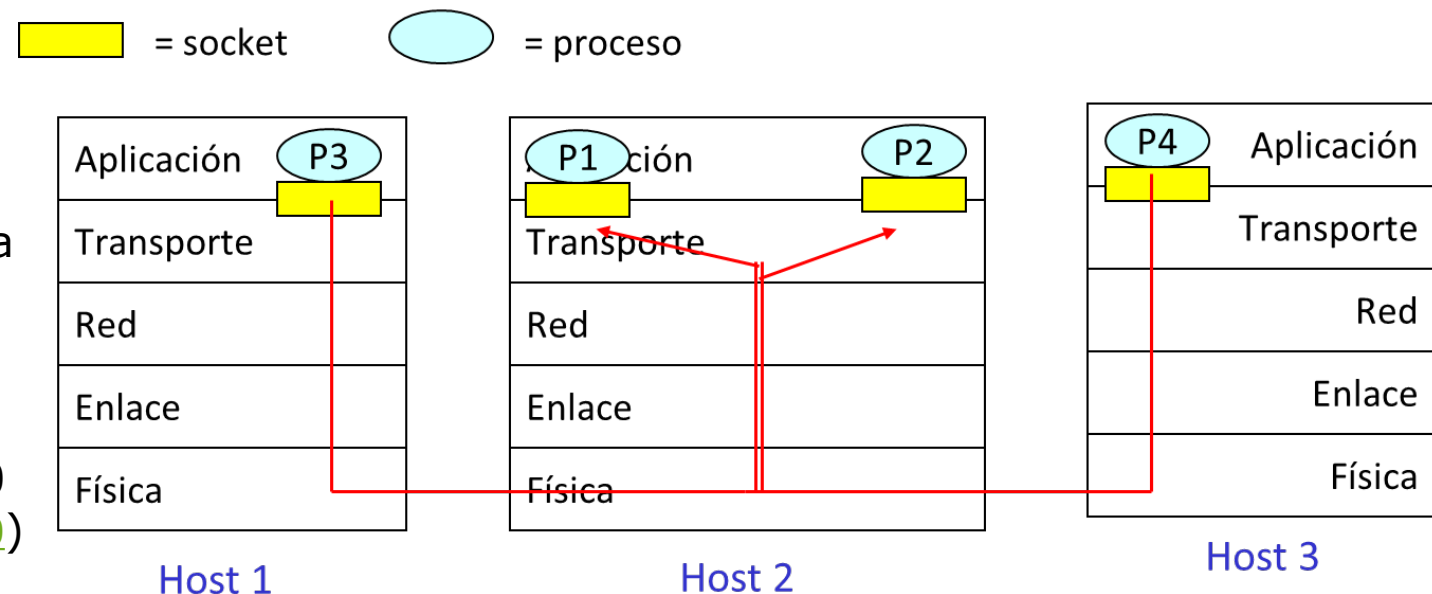 = socket
= proceso
Aplicación
P3
Transporte
Red
Enlace
Física
Host 1
P1
ción
P2
Transporte
Red
Enlace
Física
Host 2
P4
Aplicación
Transporte
Red
Enlace
Física
Host 3
a
)
)